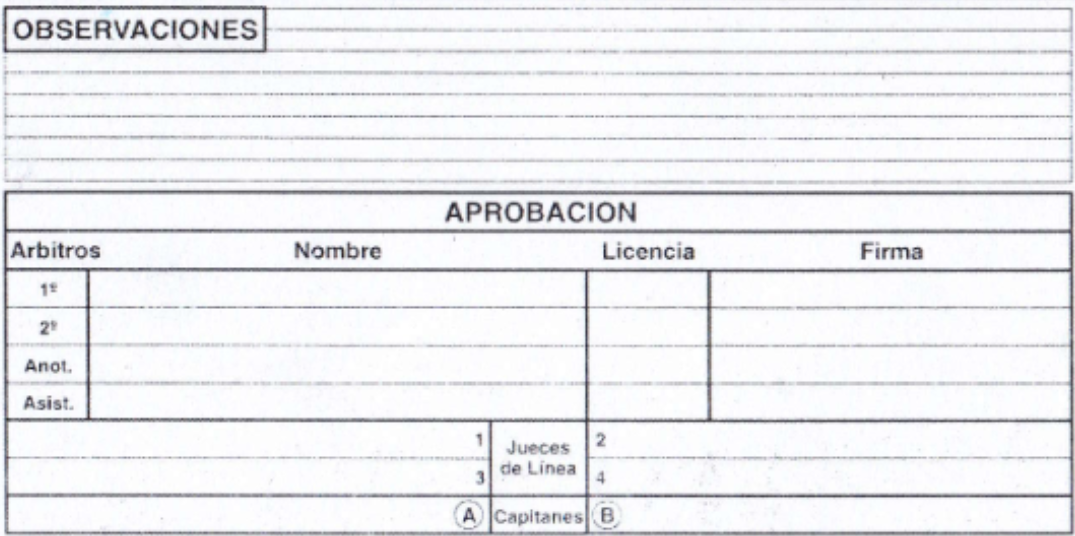 OBSERVACIONES
APROBACION
Arbitros Nombre Licencia Firma
1º
2º
Anot.
Asist.
1 Jueces de Línea 2
3 4
A Capitanes B